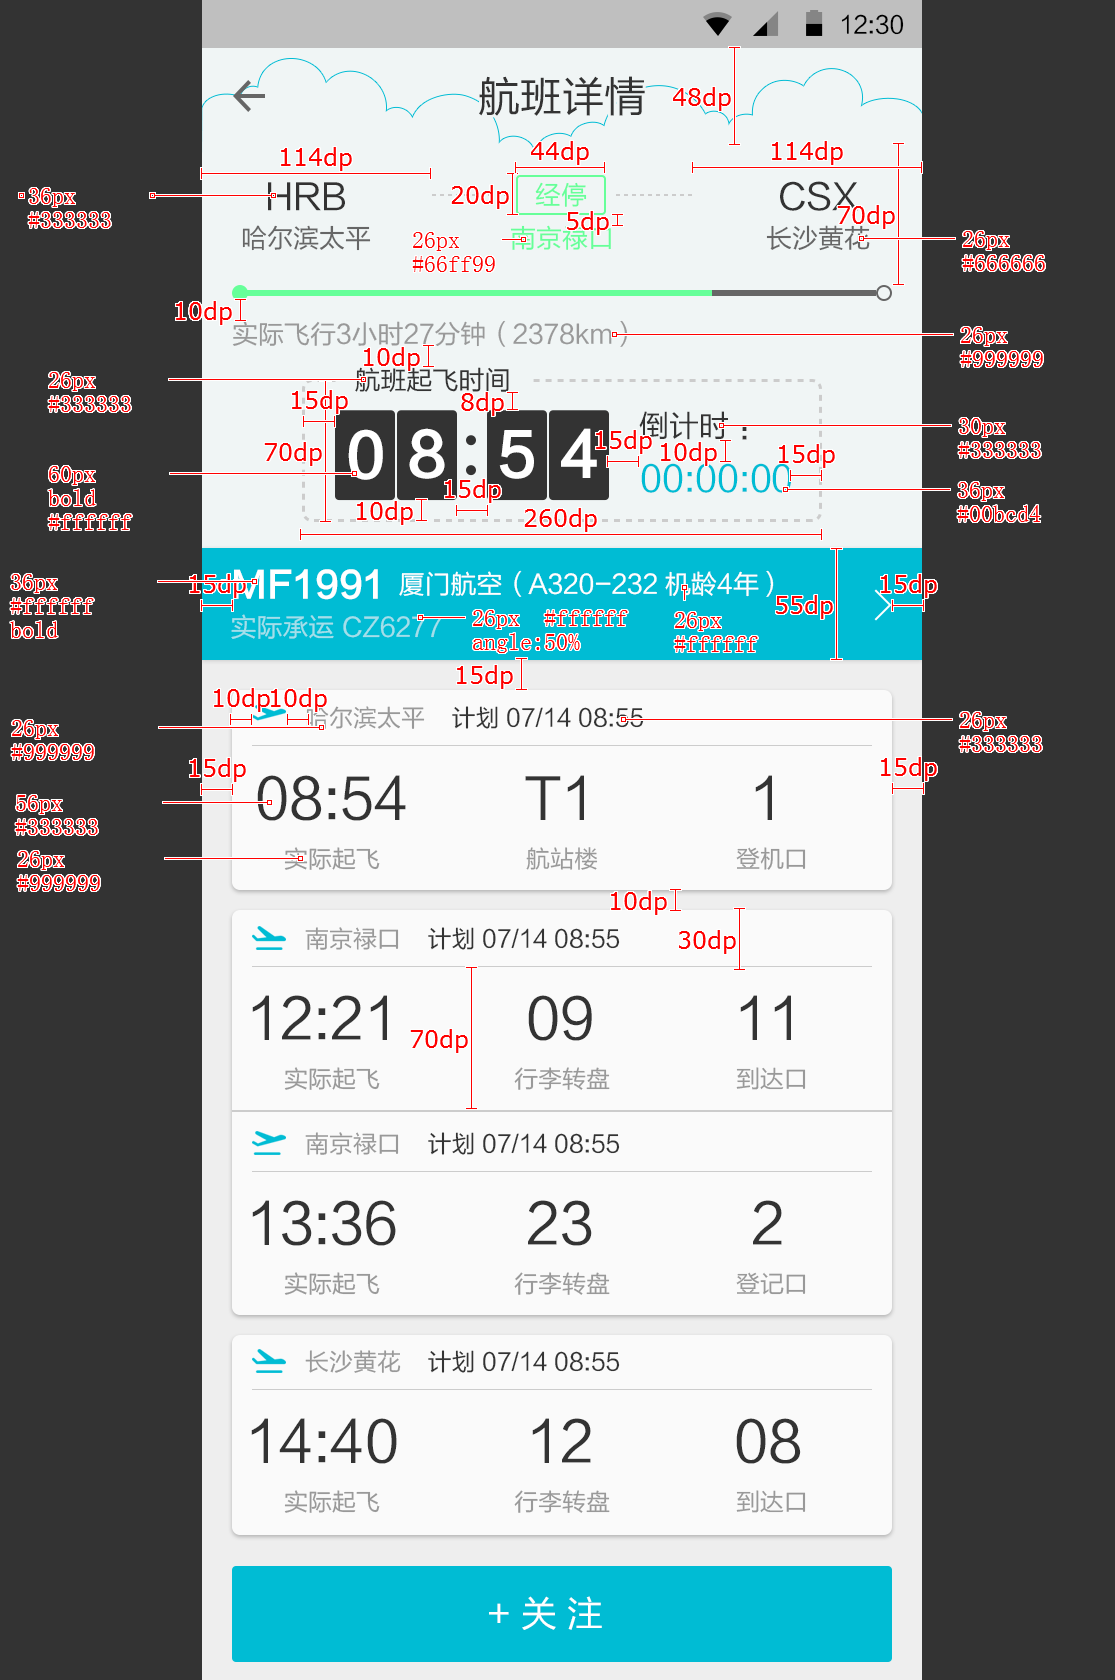 12:30
航班详情
48dp
114dp
44dp
114dp
36px
#333333
HRB
20dp
经停
CSX
70dp
5dp
哈尔滨太平
26px
#66ff99
南京禄口
长沙黄花
26px
#666666
10dp
实际飞行3小时27分钟（2378km）
26px
#999999
10dp
26px
#333333
航班起飞时间
15dp
8dp
08:54
70dp
15dp
倒计时：
30px
#333333
10dp
15dp
60px
bold
#ffffff
00:00:00
36px
#00bcd4
15dp
10dp
260dp
36px
#ffffff
bold
15dp
MF1991 厦门航空（A320-232 机龄4年）
15dp
55dp
实际承运 CZ6277
26px #ffffff
angle:50%
26px
#ffffff
15dp
10dp
10dp
哈尔滨太平 计划 07/14 08:55
26px
#999999
26px
#333333
15dp
15dp
08:54 T1 1
56px
#333333
实际起飞 航站楼 登机口
26px
#999999
10dp
南京禄口 计划 07/14 08:55
30dp
12:21 09 11
70dp
实际起飞 行李转盘 到达口
南京禄口 计划 07/14 08:55
13:36 23 2
实际起飞 行李转盘 登记口
长沙黄花 计划 07/14 08:55
14:40 12 08
实际起飞 行李转盘 到达口
+ 关 注